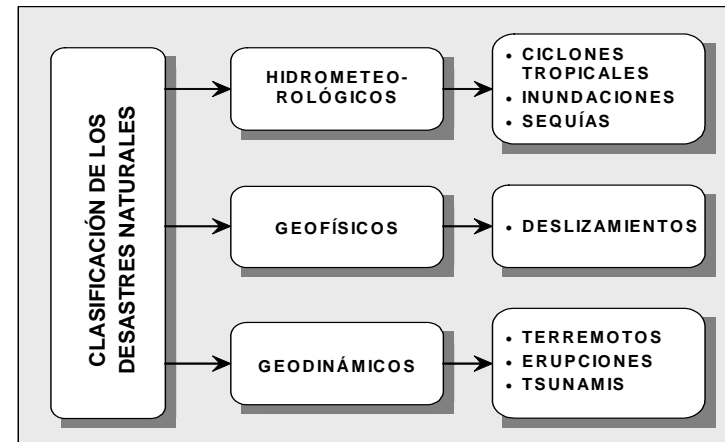 CLASIFICACIÓN DE LOS
DESASTRES NATURALES
HIDROMETEO-
ROLÓGICOS
• CICLONES
TROPICALES
• INUNDACIONES
• SEQUÍAS
GEOFÍSICOS
• DESLIZAMIENTOS
GEODINÁMICOS
• TERREMOTOS
• ERUPCIONES
• TSUNAMIS